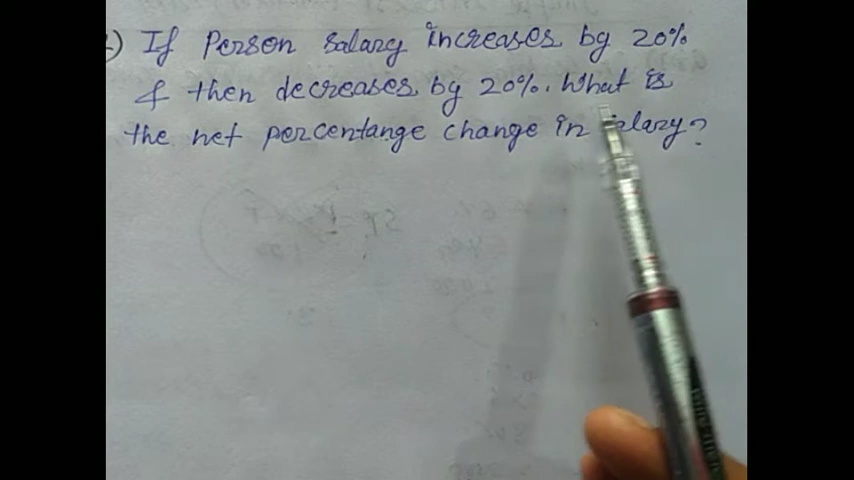 ) If Person salary increases by 20%
& then decreases by 20%. What is
the net percentange change in salary?